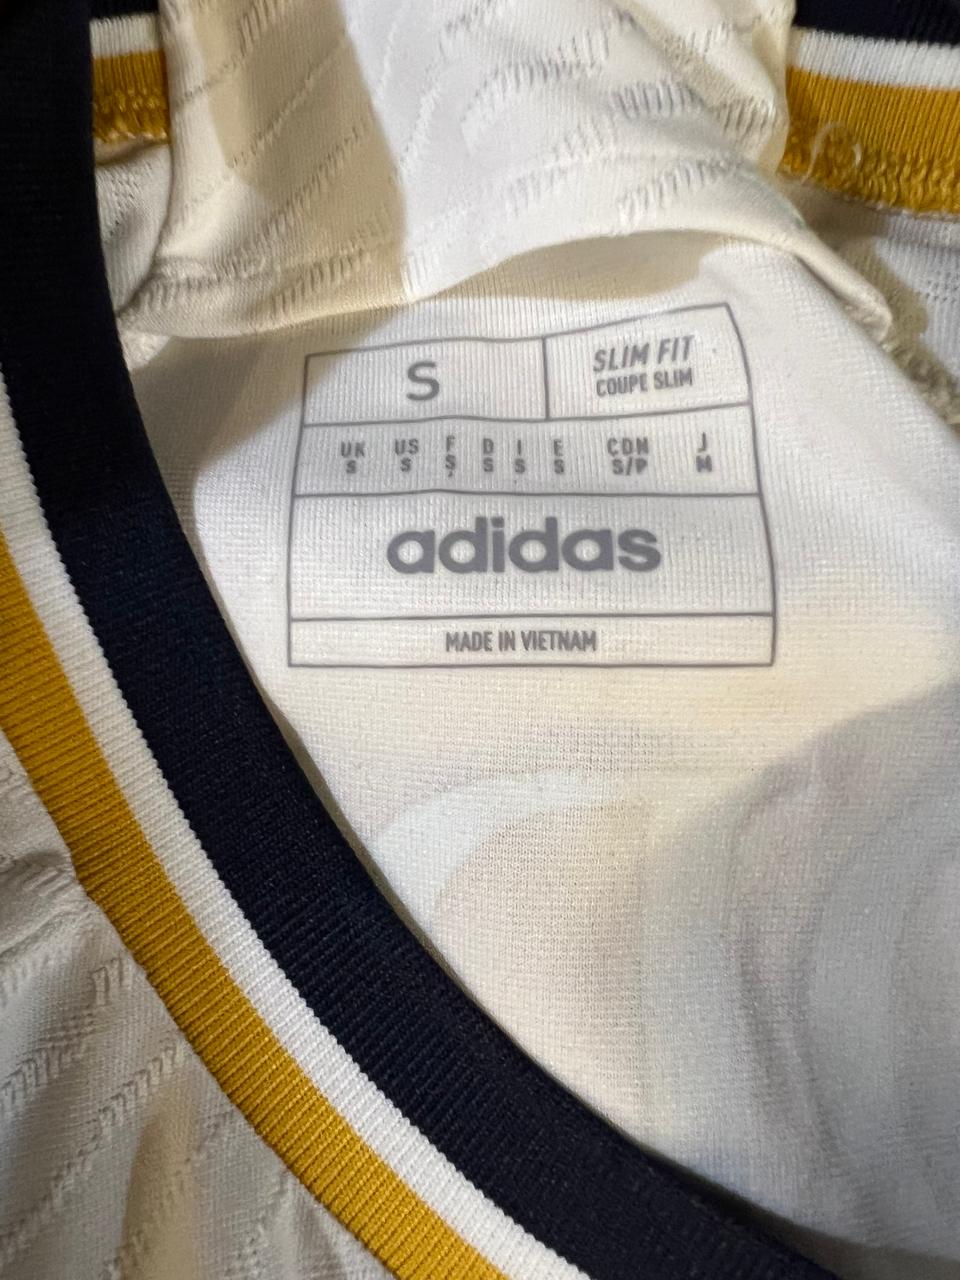 S
SLIM FIT
COUPE SLIM
UK US F D I E CDN J
S S S S S S S/P M
adidas
MADE IN VIETNAM